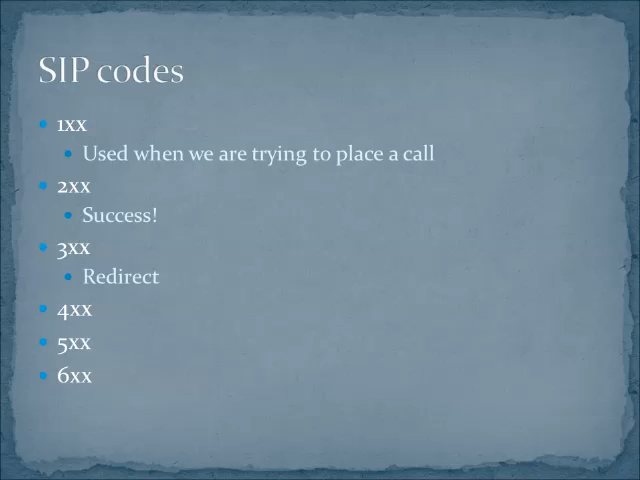 SIP codes
1xx
Used when we are trying to place a call
2xx
Success!
3xx
Redirect
4xx
5xx
6xx